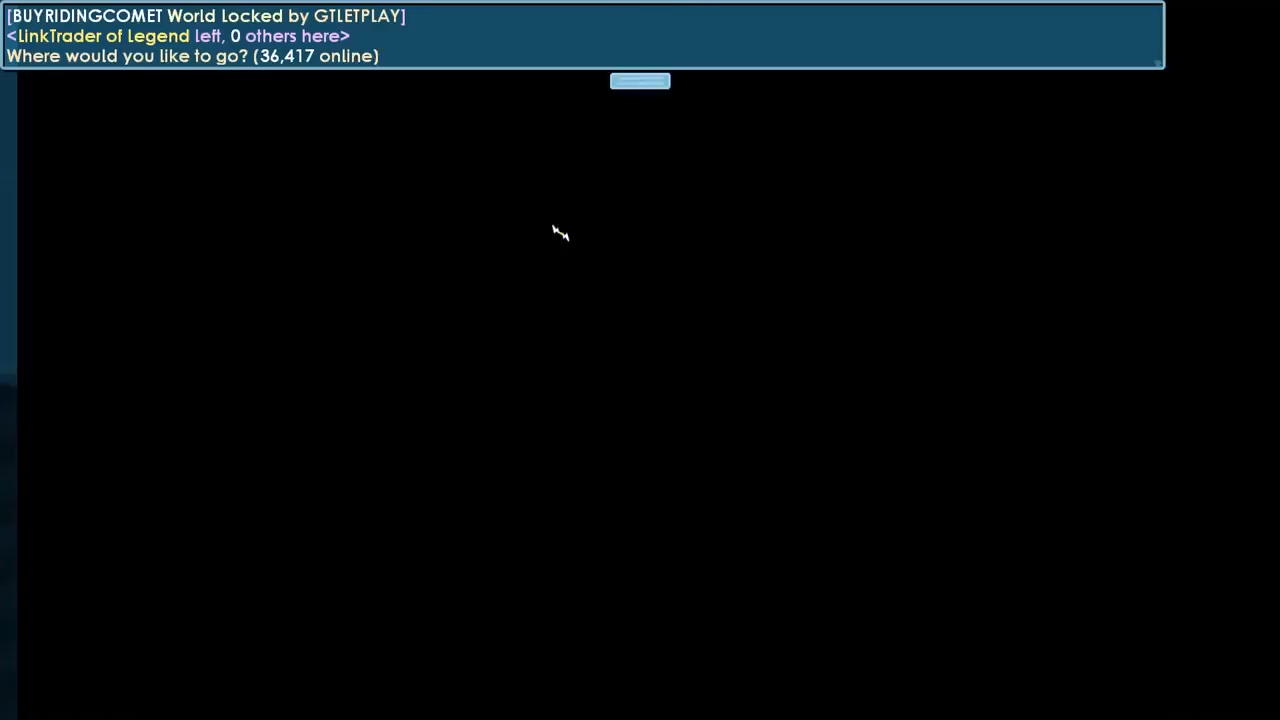 [BUYRIDINGCOMET World Locked by GTLETPLAY]
<LinkTrader of Legend left, 0 others here>
Where would you like to go? (36,417 online)